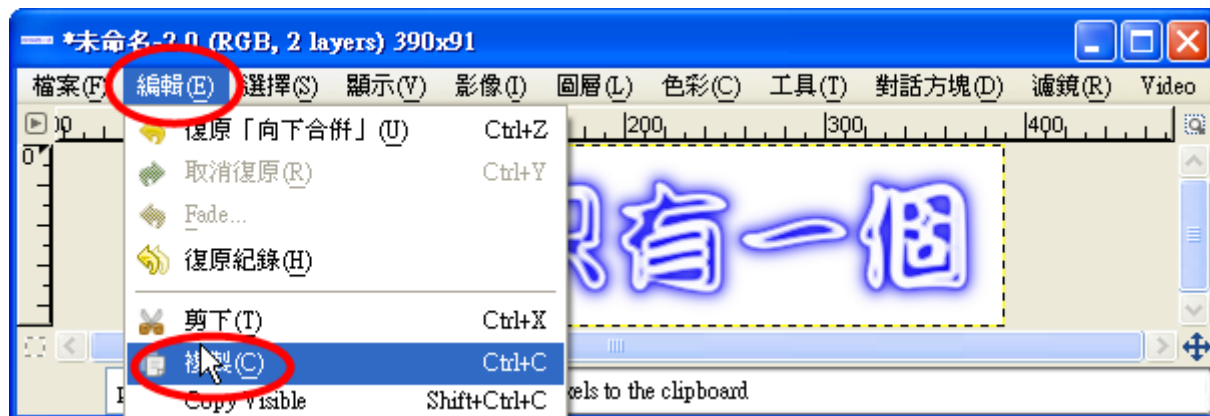 *未命名-2.0 (RGB, 2 layers) 390x91
檔案(F) 編輯(E) 選擇(S) 顯示(V) 影像(I) 圖層(L) 色彩(C) 工具(T) 對話方塊(D) 濾鏡(R) Video
200 300 400
0
復原「向下合併」(U) Ctrl+Z
取消復原(R) Ctrl+Y
Fade...
復原紀錄(H)
只有一個
剪下(T) Ctrl+X
複製(C) Ctrl+C
Copy Visible Shift+Ctrl+C
to the clipboard